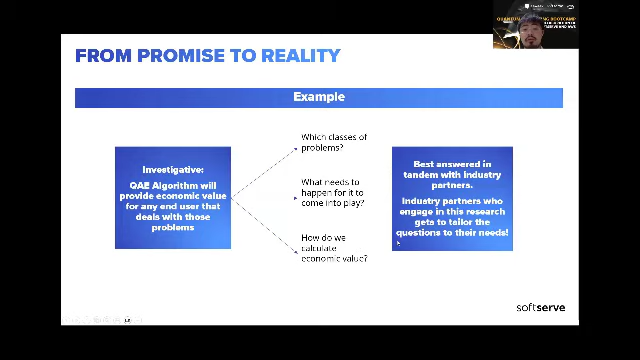 FROM PROMISE TO REALITY
Example
Investigative:
QAE Algorithm will
provide economic value
for any end user that
deals with those
problems
Which classes of
problems?
What needs to
happen for it to
come into play?
How do we
calculate
economic value?
Best answered in
tandem with industry
partners.
Industry partners who
engage in this research
gets to tailor the
questions to their needs!
softserve